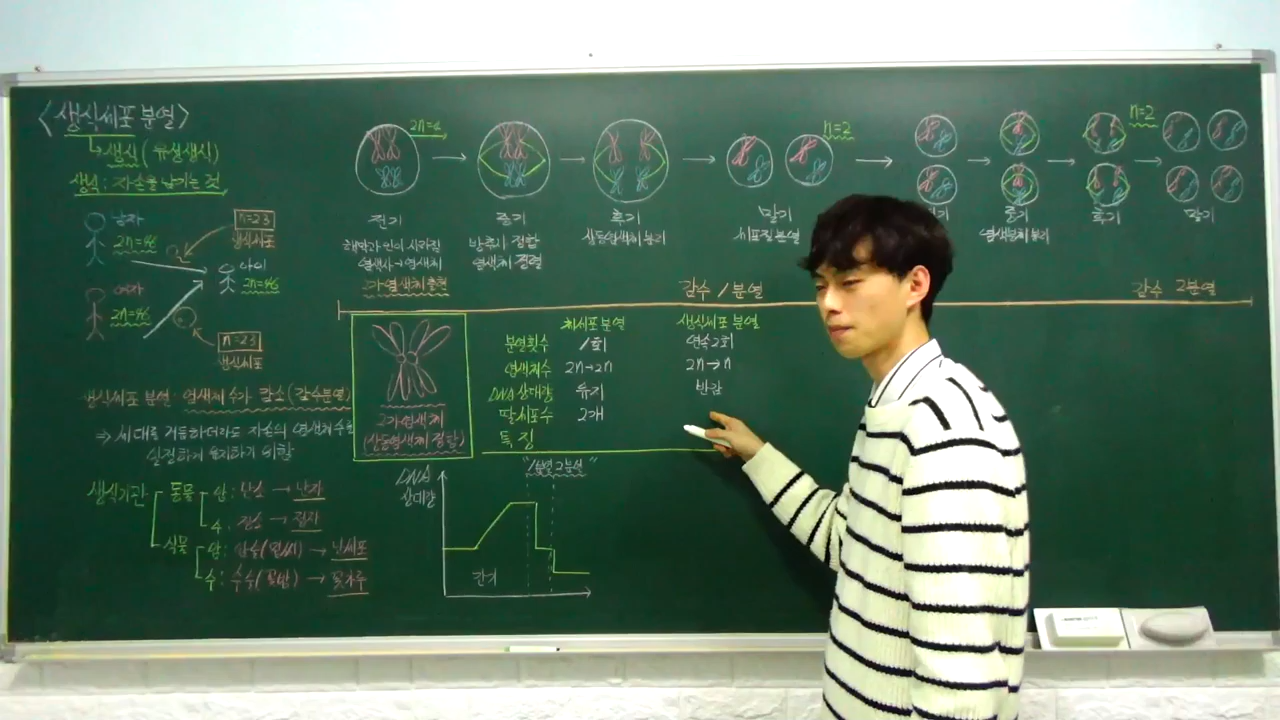 <생식세포 분열>
↳ 생식 ( 유성생식)
생식 : 자손을 남기는 것
남자
2n=46
n=23
생식세포
아이
2n=46
여자
2n=46
n=23
생식세포
생식세포 분열 : 염색체 수가 감소 (감수분열)
⇒ 세대를 거듭하더라도 자손의 염색체수를
일정하게 유지하기 위함
생식기관
동물
암 : 난소 → 난자
수 : 정소 → 정자
식물
암 : 암술(밑씨) → 난세포
수 : 수술(꽃밥) → 꽃가루
2n=4
n=2
n=2
전기
핵막과 인이 사라짐
염색사→염색체
2가염색체 출현
중기
방추사 정렬
염색체 정렬
후기
상동염색체 분리
말기
세포질분열
중기
염색분체 분리
후기
말기
감수 1분열
감수 2분열
2가염색체
(상동염색체 접합)
체세포분열
생식세포 분열
분열횟수
1회
연속2회
염색체수
2n→2n
2n→n
DNA 상대량
유지
반감
딸세포수
2개
특징
DNA
상대량
"1분열 2분열"
간기